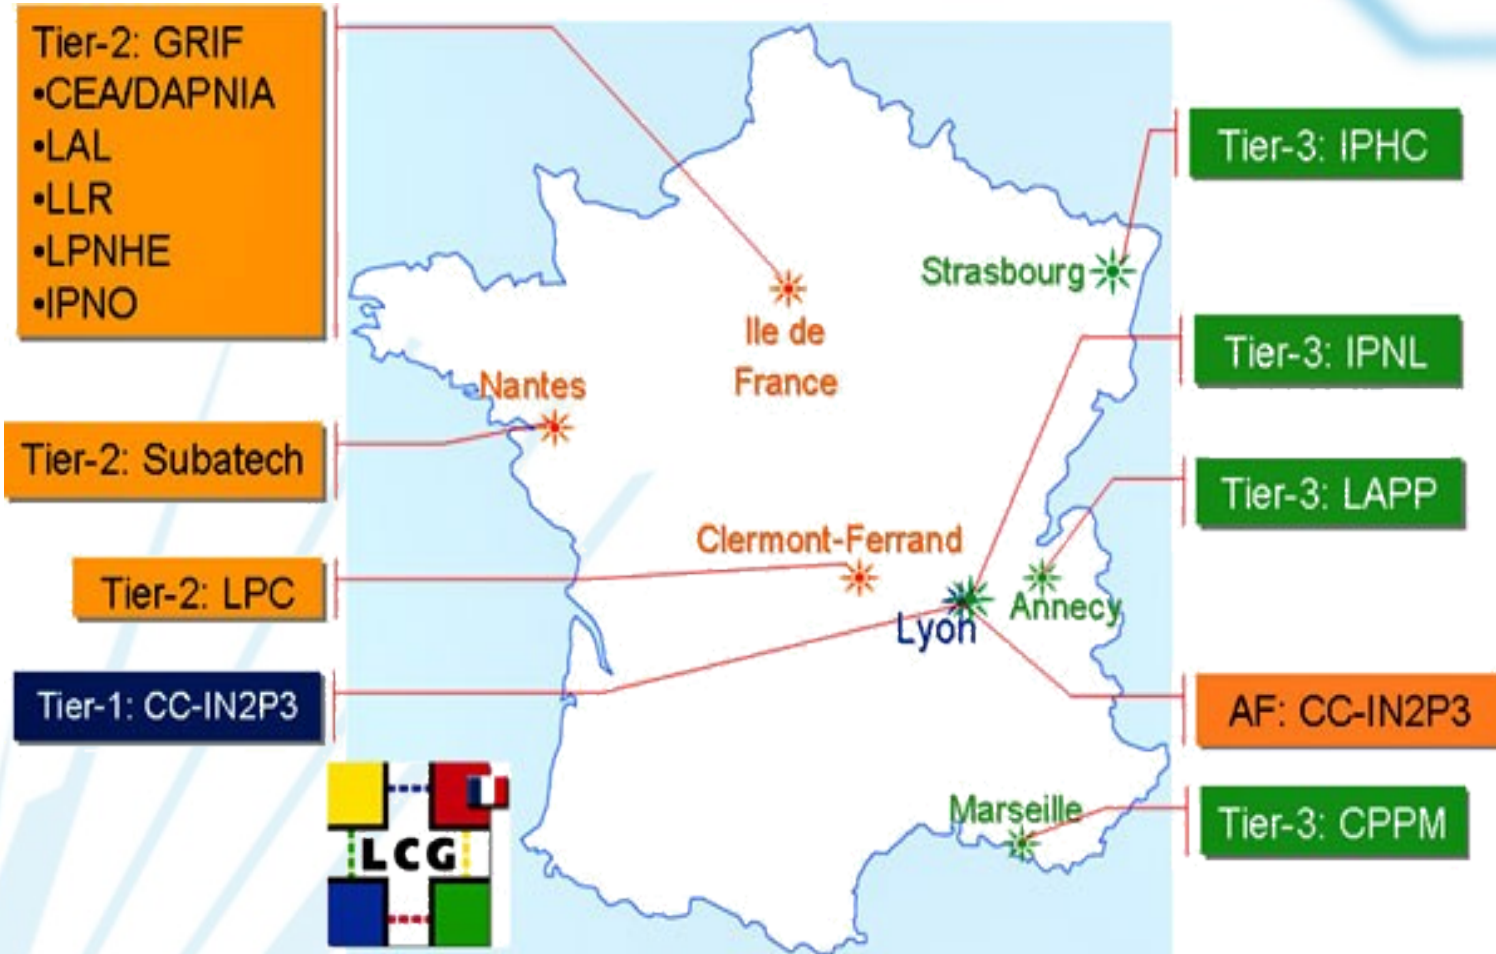 Tier-2: GRIF
•CEA/DAPNIA
•LAL
•LLR
•LPNHE
•IPNO
Tier-2: Subatech
Tier-2: LPC
Tier-1: CC-IN2P3
Ile de
France
Nantes
Clermont-Ferrand
Strasbourg
Lyon
Annecy
Marseille
Tier-3: IPHC
Tier-3: IPNL
Tier-3: LAPP
AF: CC-IN2P3
Tier-3: CPPM
LCG